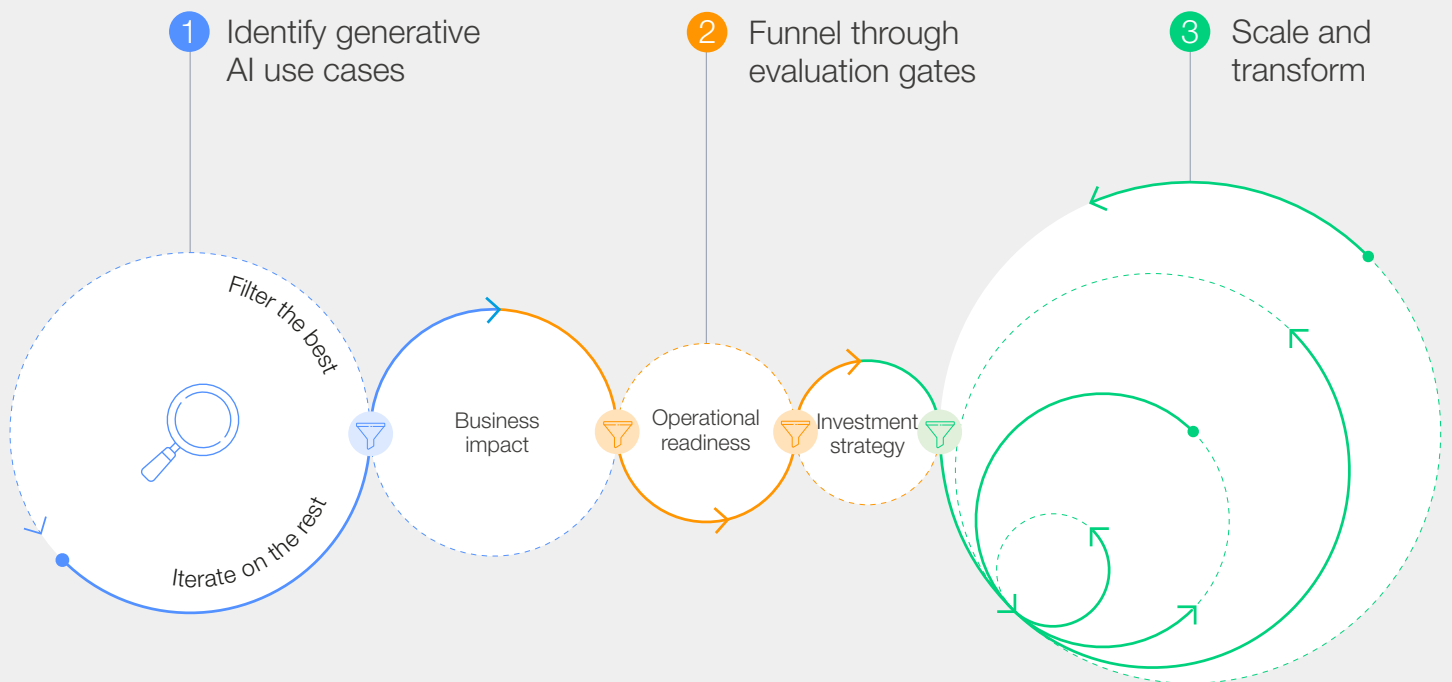 1 Identify generative
AI use cases
2 Funnel through
evaluation gates
3 Scale and
transform
Filter the best
Iterate on the rest
Business
impact
Operational
readiness
Investment
strategy